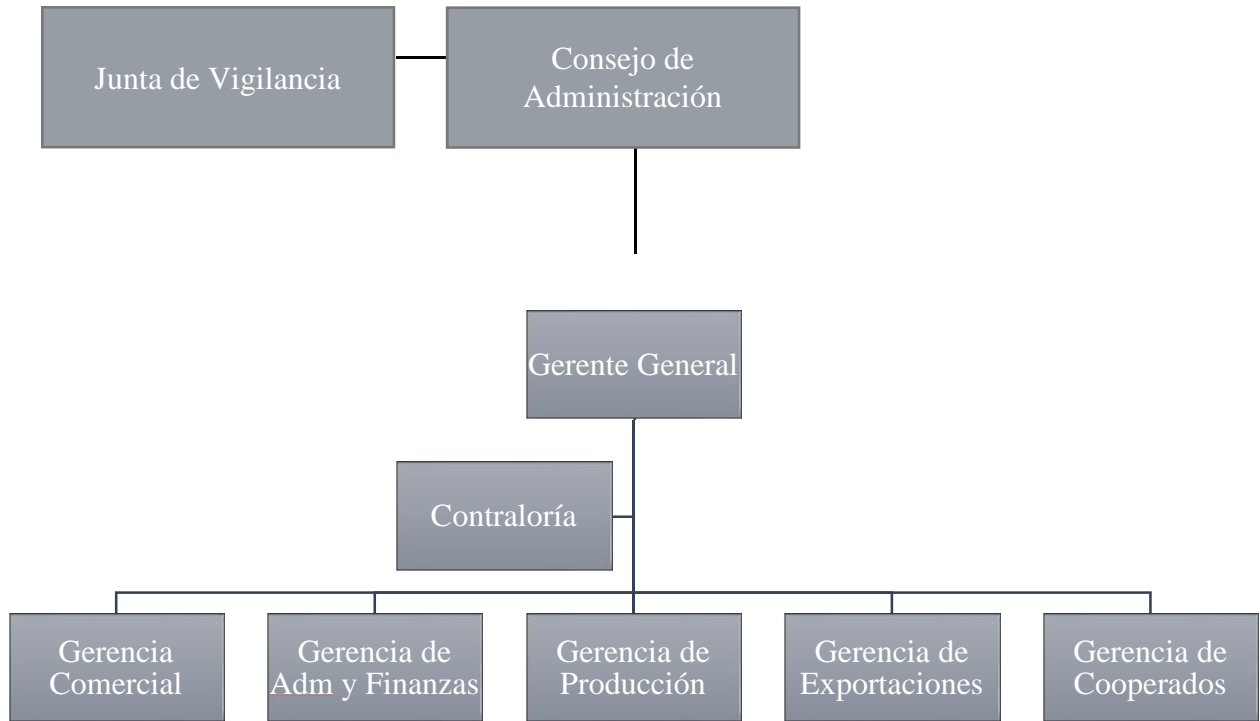 Junta de Vigilancia
Consejo de
Administración
Gerente General
Contraloría
Gerencia
Comercial
Gerencia de
Adm y Finanzas
Gerencia de
Producción
Gerencia de
Exportaciones
Gerencia de
Cooperados